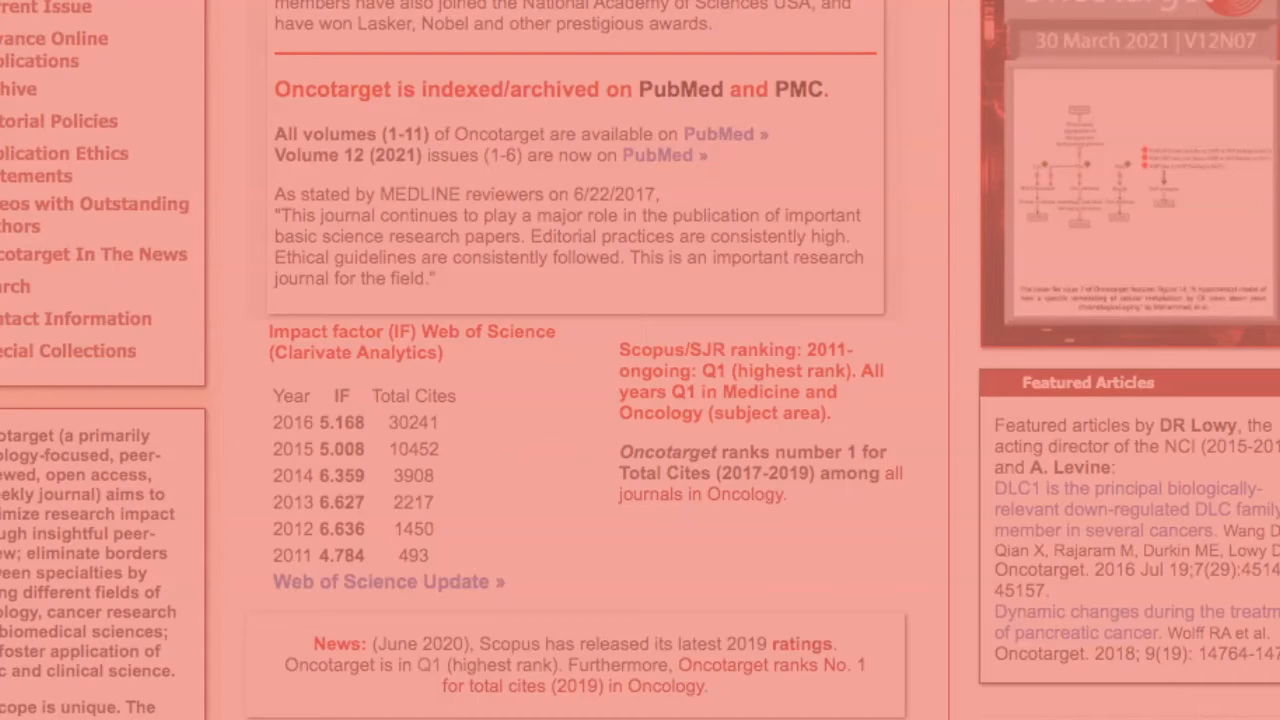 rrent Issue
vance Online
plications
hive
torial Policies
plication Ethics
tements
eos with Outstanding
hors
cotarget In The News
arch
ntact Information
ecial Collections
otarget (a primarily
ology-focused, peer-
ewed, open access,
eekly journal) aims to
imize research impact
ugh insightful peer-
ew; eliminate borders
ween specialties by
ng different fields of
ology, cancer research
biomedical sciences;
foster application of
c and clinical science.
cope is unique. The
members have also joined the National Academy of Sciences USA, and
have won Lasker, Nobel and other prestigious awards.
Oncotarget is indexed/archived on PubMed and PMC.
All volumes (1-11) of Oncotarget are available on PubMed »
Volume 12 (2021) issues (1-6) are now on PubMed »
As stated by MEDLINE reviewers on 6/22/2017,
"This journal continues to play a major role in the publication of important
basic science research papers. Editorial practices are consistently high.
Ethical guidelines are consistently followed. This is an important research
journal for the field."
Impact factor (IF) Web of Science
(Clarivate Analytics)
Year IF Total Cites
2016 5.168 30241
2015 5.008 10452
2014 6.359 3908
2013 6.627 2217
2012 6.636 1450
2011 4.784 493
Web of Science Update »
Scopus/SJR ranking: 2011-
ongoing: Q1 (highest rank). All
years Q1 in Medicine and
Oncology (subject area).
Oncotarget ranks number 1 for
Total Cites (2017-2019) among all
journals in Oncology.
News: (June 2020), Scopus has released its latest 2019 ratings.
Oncotarget is in Q1 (highest rank). Furthermore, Oncotarget ranks No. 1
for total cites (2019) in Oncology.
30 March 2021 | V12N07
Featured Articles
Featured articles by DR Lowy, the
acting director of the NCI (2015-201
and A. Levine:
DLC1 is the principal biologically-
relevant down-regulated DLC family
member in several cancers. Wang D
Qian X, Rajaram M, Durkin ME, Lowy D
Oncotarget. 2016 Jul 19;7(29):4514
45157.
Dynamic changes during the treatm
of pancreatic cancer. Wolff RA et al.
Oncotarget. 2018; 9(19): 14764-147